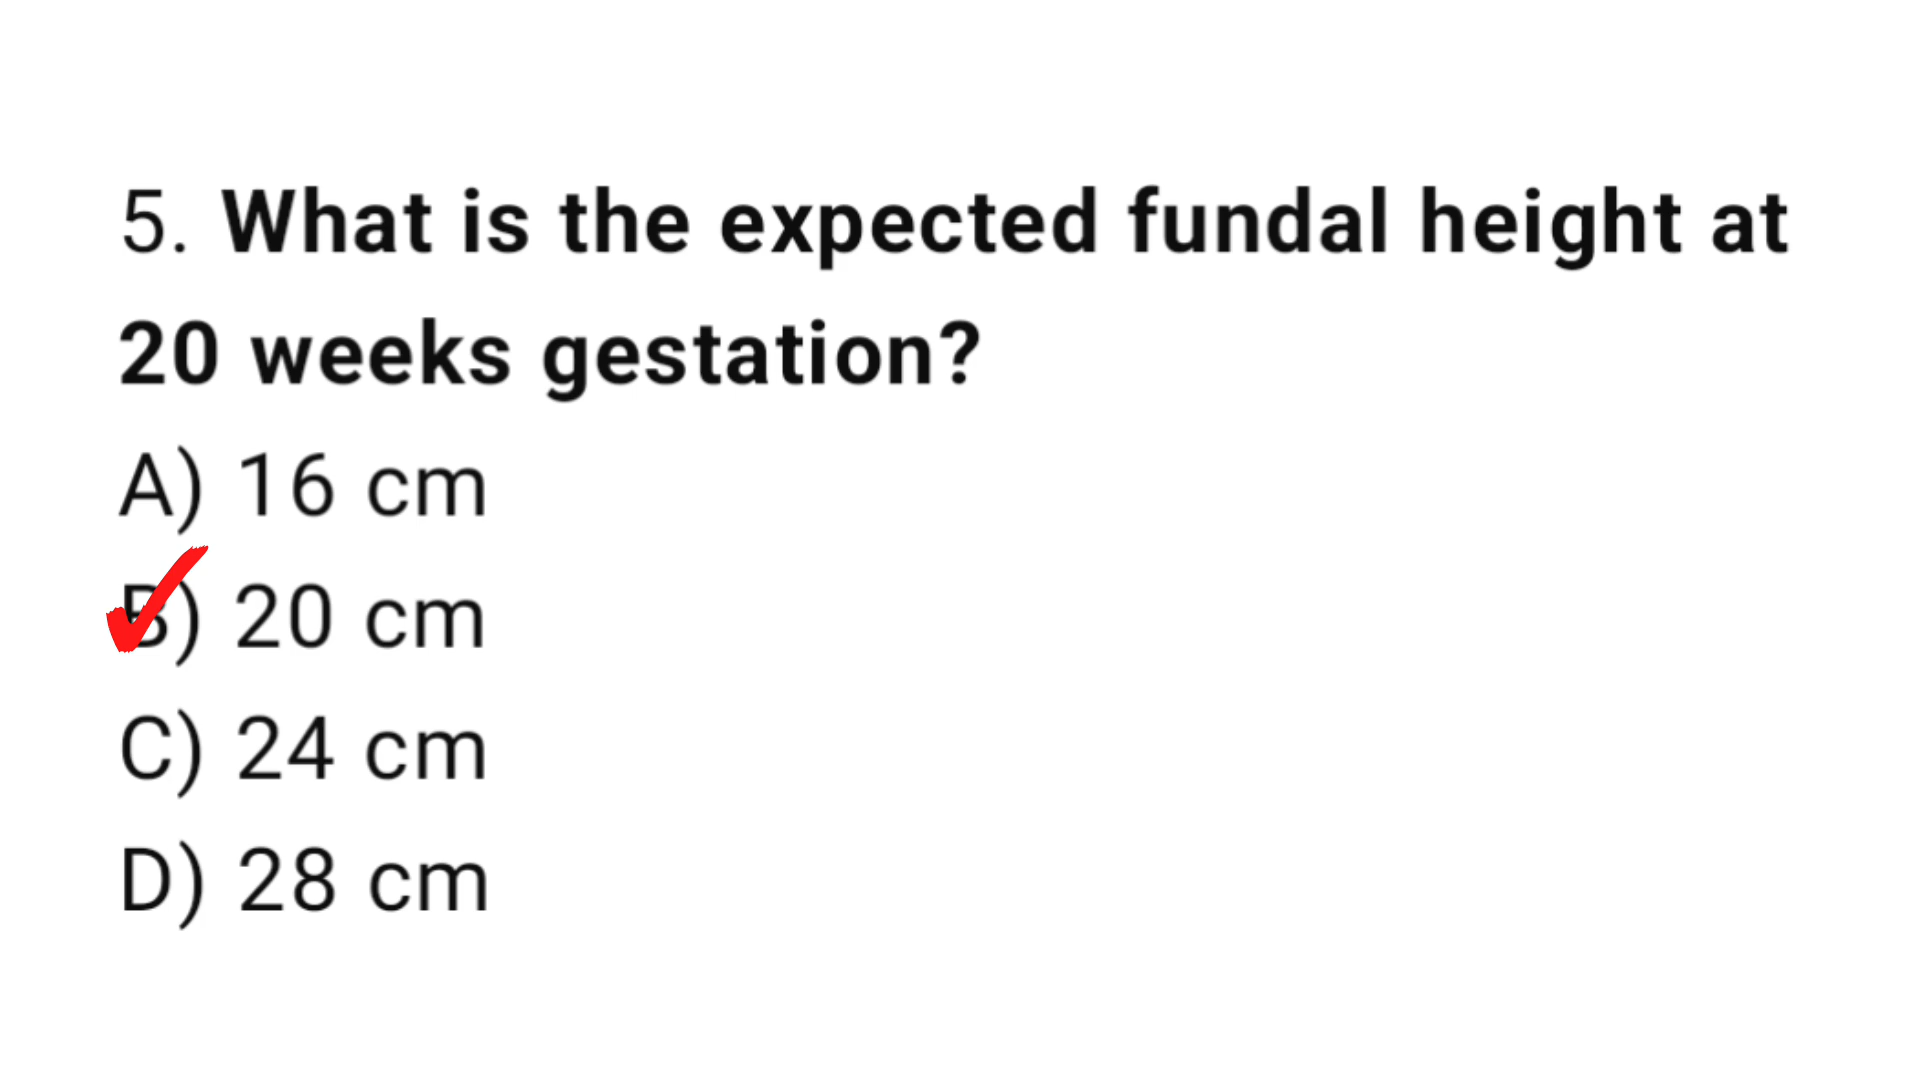 5. What is the expected fundal height at
20 weeks gestation?
A) 16 cm
B) 20 cm
C) 24 cm
D) 28 cm